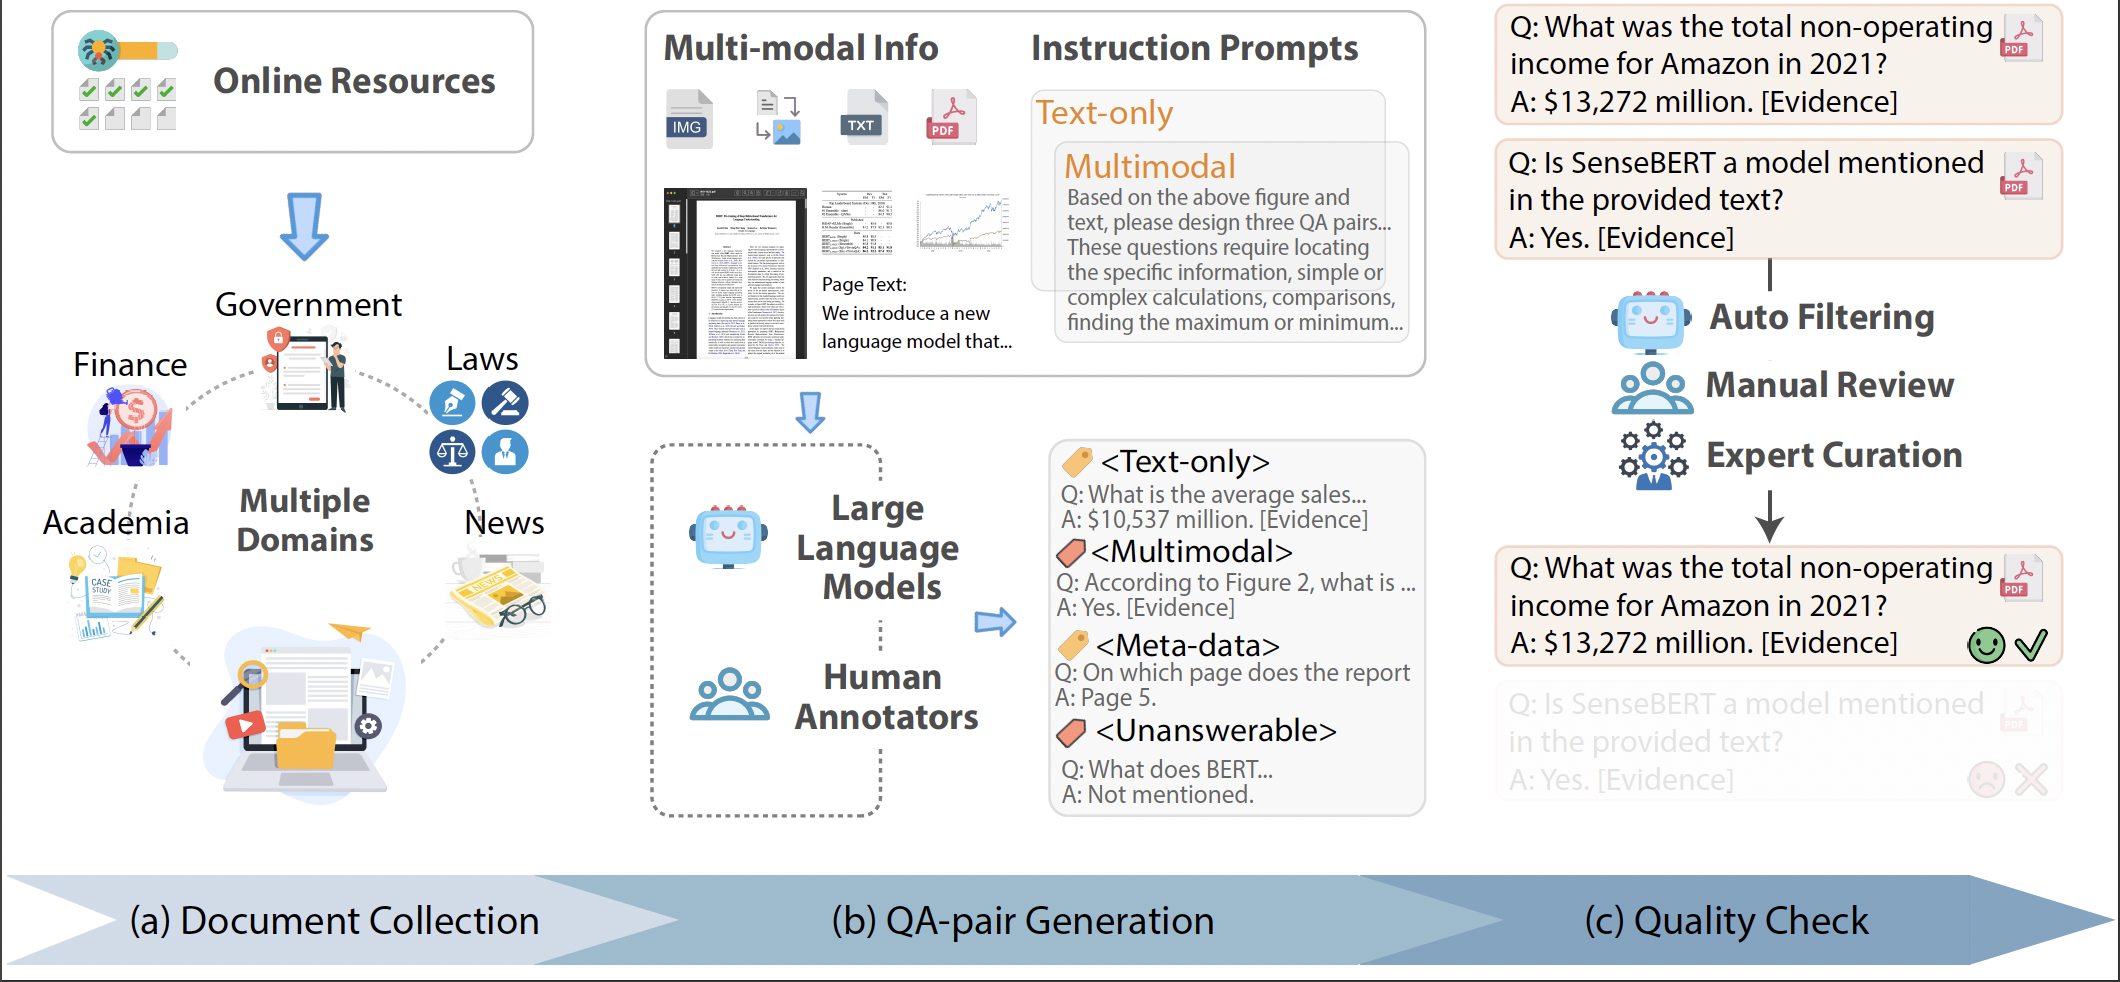 Online Resources
Government
Finance
Laws
Multiple
Domains
Academia
News
CASE
STUDY
NEWS
Multi-modal Info
IMG
TXT
PDF
Page Text:
We introduce a new
language model that...
Instruction Prompts
Text-only
Multimodal
Based on the above figure and
text, please design three QA pairs...
These questions require locating
the specific information, simple or
complex calculations, comparisons,
finding the maximum or minimum...
Large
Language
Models
Human
Annotators
<Text-only>
Q: What is the average sales...
A: $10,537 million. [Evidence]
<Multimodal>
Q: According to Figure 2, what is ...
A: Yes. [Evidence]
<Meta-data>
Q: On which page does the report
A: Page 5.
<Unanswerable>
Q: What does BERT...
A: Not mentioned.
Q: What was the total non-operating
income for Amazon in 2021?
A: $13,272 million. [Evidence]
PDF
Q: Is SenseBERT a model mentioned
in the provided text?
A: Yes. [Evidence]
PDF
Auto Filtering
Manual Review
Expert Curation
Q: What was the total non-operating
income for Amazon in 2021?
A: $13,272 million. [Evidence]
PDF
Q: Is SenseBERT a model mentioned
in the provided text?
A: Yes. [Evidence]
PDF
(a) Document Collection
(b) QA-pair Generation
(c) Quality Check